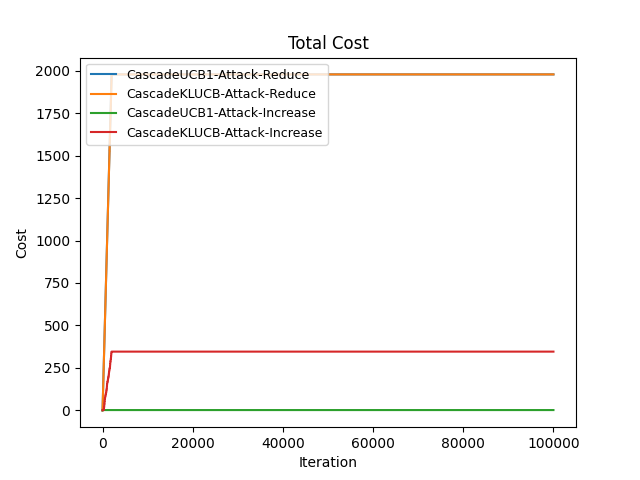 Total Cost
CascadeUCB1-Attack-Reduce
CascadeKLUCB-Attack-Reduce
CascadeUCB1-Attack-Increase
CascadeKLUCB-Attack-Increase
2000
1750
1500
1250
1000
750
500
250
0
Cost
0 20000 40000 60000 80000 100000
Iteration